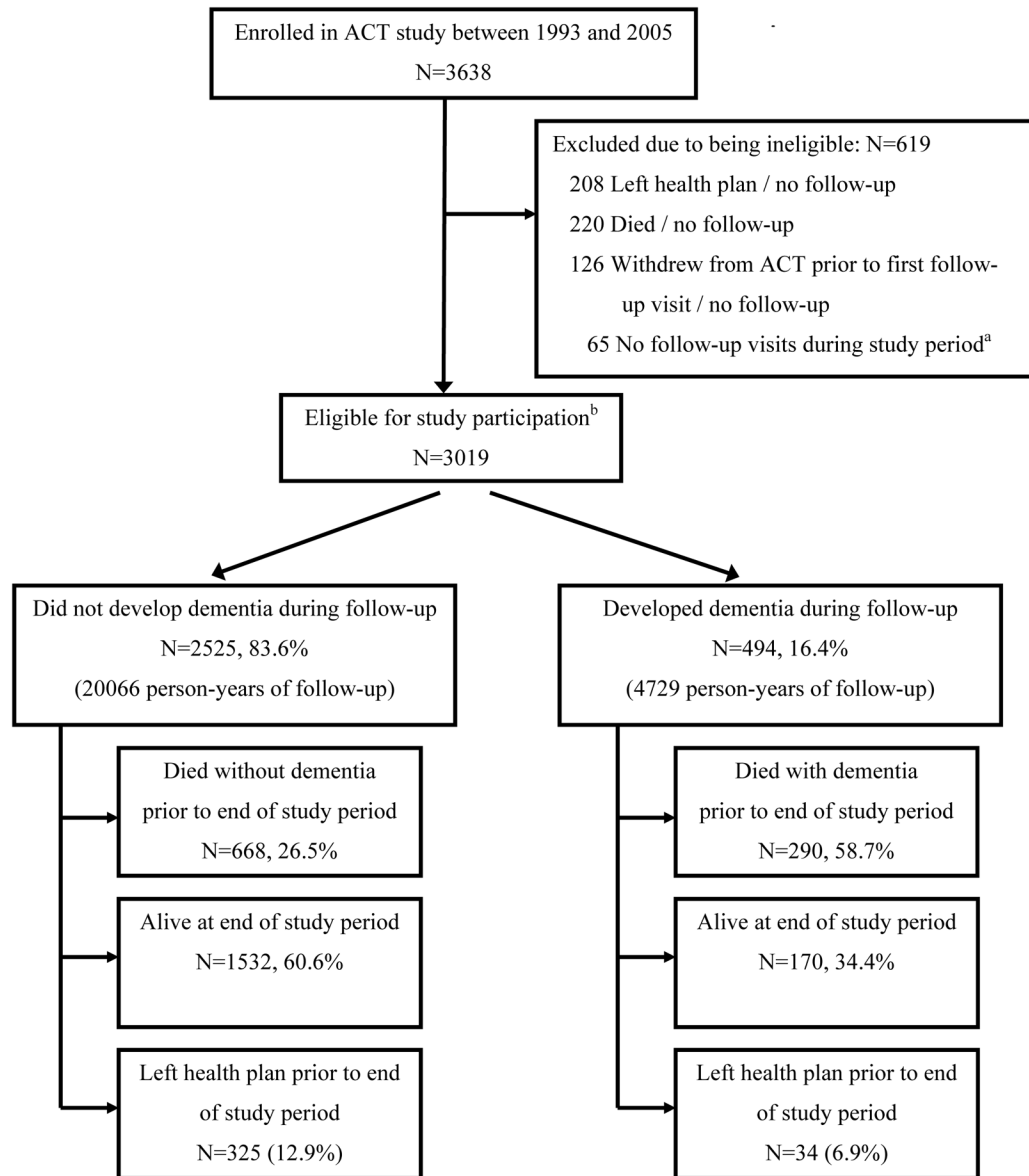 Enrolled in ACT study between 1993 and 2005
N=3638
Excluded due to being ineligible: N=619
208 Left health plan / no follow-up
220 Died / no follow-up
126 Withdrew from ACT prior to first follow-
up visit / no follow-up
65 No follow-up visits during study periodᵃ
Eligible for study participationᵇ
N=3019
Did not develop dementia during follow-up
N=2525, 83.6%
(20066 person-years of follow-up)
Died without dementia
prior to end of study period
N=668, 26.5%
Alive at end of study period
N=1532, 60.6%
Left health plan prior to end
of study period
N=325 (12.9%)
Developed dementia during follow-up
N=494, 16.4%
(4729 person-years of follow-up)
Died with dementia
prior to end of study period
N=290, 58.7%
Alive at end of study period
N=170, 34.4%
Left health plan prior to end
of study period
N=34 (6.9%)